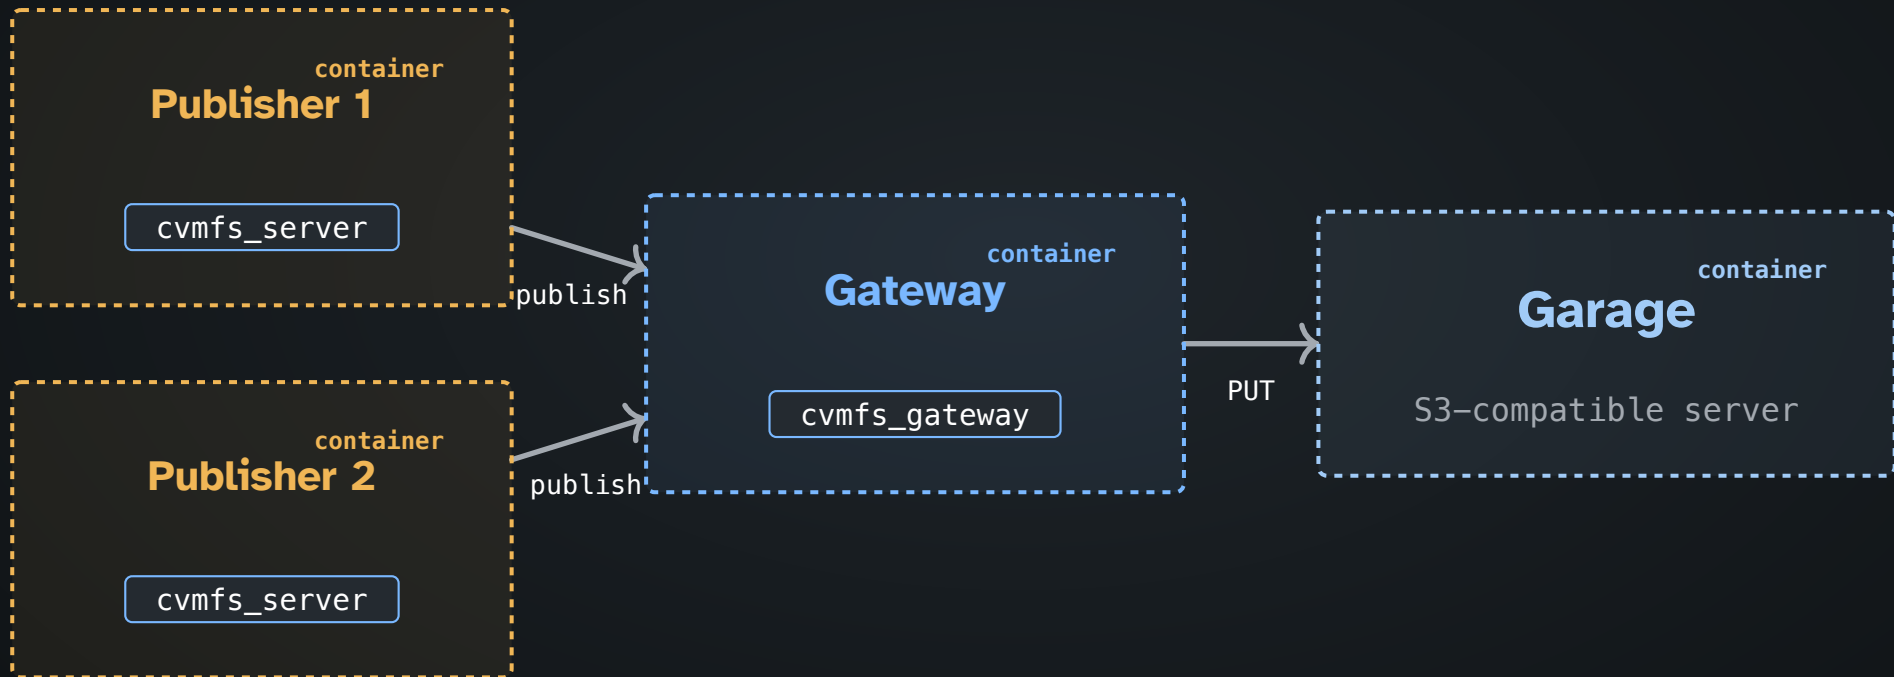 container
Publisher 1
cvmfs_server
publish
container
Gateway
cvmfs_gateway
PUT
container
Garage
S3–compatible server
container
Publisher 2
cvmfs_server
publish